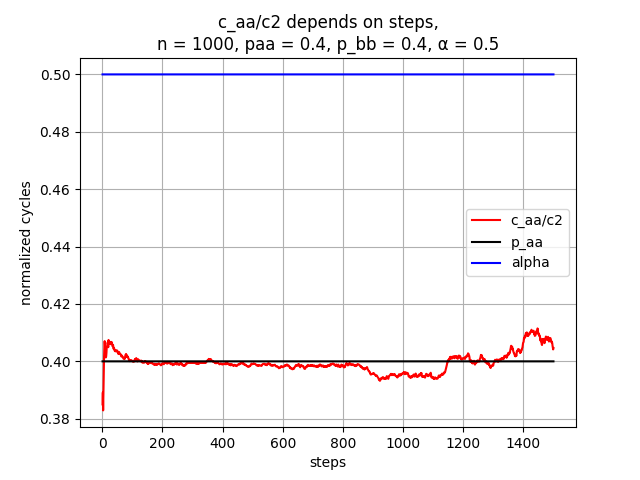 c_aa/c2 depends on steps,
n = 1000, paa = 0.4, p_bb = 0.4, α = 0.5
0.50
0.48
0.46
0.44
0.42
0.40
0.38
normalized cycles
c_aa/c2
p_aa
alpha
0
200
400
600
800
1000
1200
1400
steps